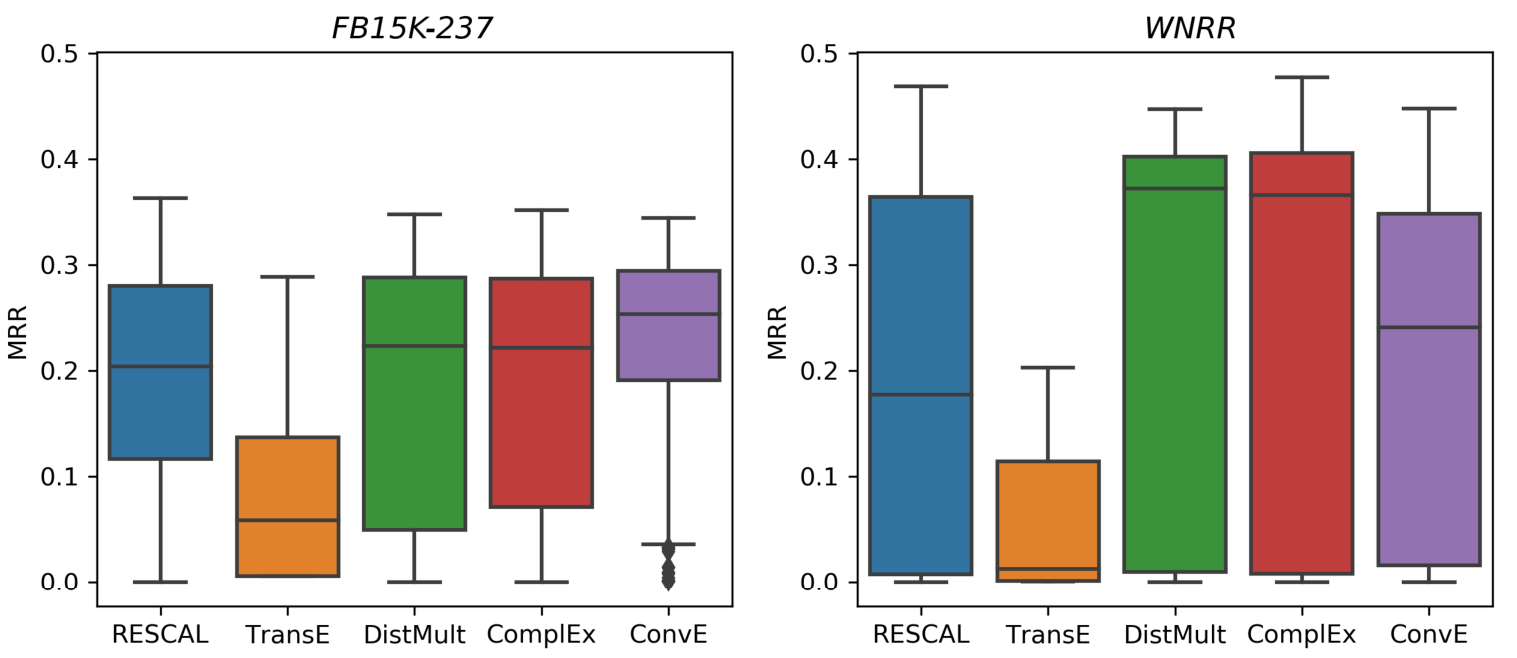 FB15K-237
0.5
0.4
0.3
0.2
0.1
0.0
MRR
RESCAL TransE DistMult ComplEx ConvE
WNRR
0.5
0.4
0.3
0.2
0.1
0.0
MRR
RESCAL TransE DistMult ComplEx ConvE